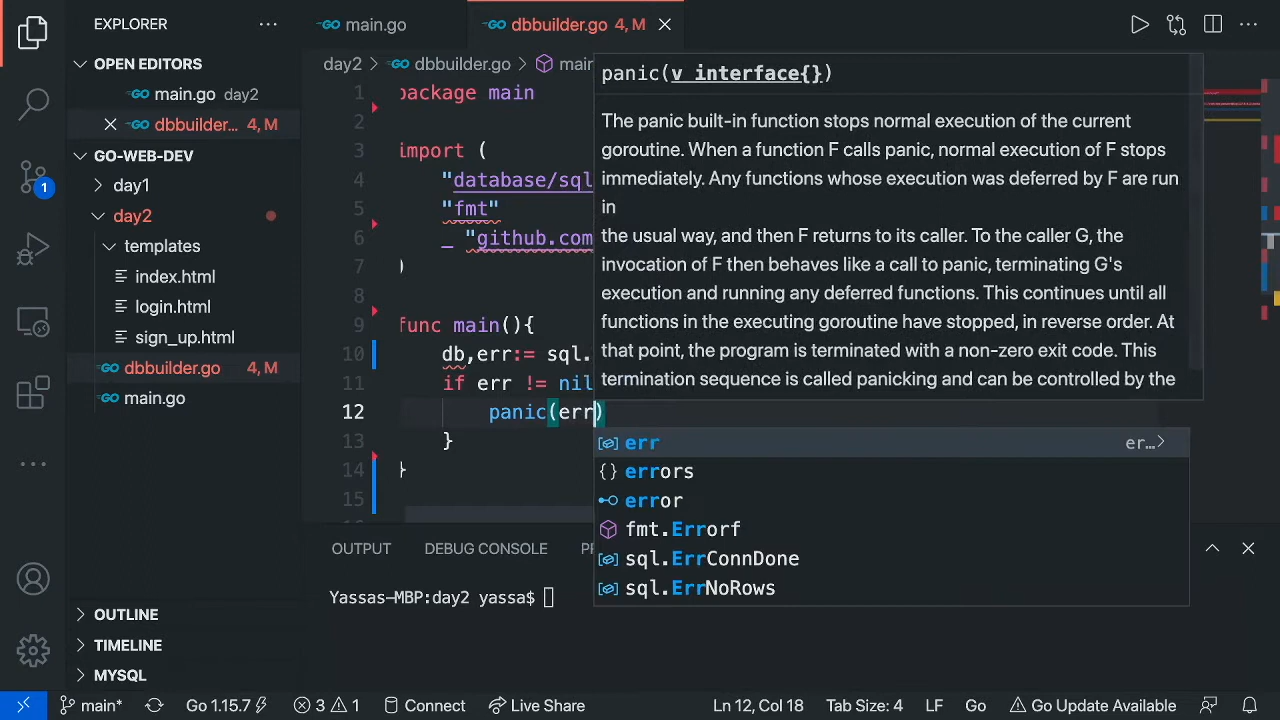 EXPLORER
main.go
dbbuilder.go 4, M
OPEN EDITORS
main.go day2
dbbuilder... 4, M
GO-WEB-DEV
day1
day2
templates
index.html
login.html
sign_up.html
dbbuilder.go 4, M
main.go
OUTLINE
TIMELINE
MYSQL
1
day2 > dbbuilder.go > main
1 package main
2
3 import (
4 "database/sql
5 "fmt"
6 _ "github.com
7 )
8
9 func main(){
10 db,err:= sql.
11 if err != nil
12 panic(err)
13 }
14 }
15
panic(v interface{})
The panic built-in function stops normal execution of the current
goroutine. When a function F calls panic, normal execution of F stops
immediately. Any functions whose execution was deferred by F are run
in
the usual way, and then F returns to its caller. To the caller G, the
invocation of F then behaves like a call to panic, terminating G's
execution and running any deferred functions. This continues until all
functions in the executing goroutine have stopped, in reverse order. At
that point, the program is terminated with a non-zero exit code. This
termination sequence is called panicking and can be controlled by the
err er...
errors
error
fmt.Errorf
sql.ErrConnDone
sql.ErrNoRows
OUTPUT DEBUG CONSOLE
Yassas-MBP:day2 yassa$
main* Go 1.15.7 3 1 Connect Live Share Ln 12, Col 18 Tab Size: 4 LF Go Go Update Available